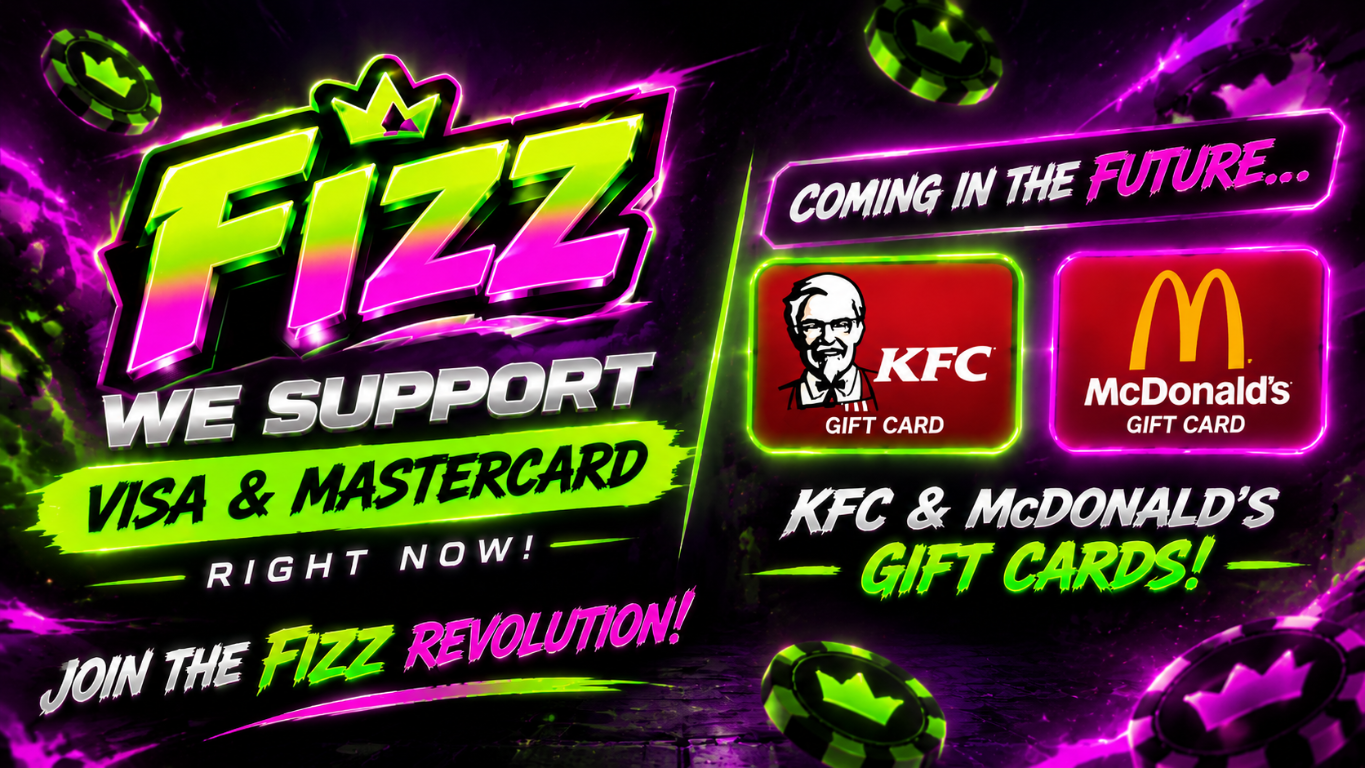 Fizz
WE SUPPORT
VISA & MASTERCARD
RIGHT NOW!
JOIN THE FIZZ REVOLUTION!
COMING IN THE FUTURE...
KFC
GIFT CARD
McDonald's
GIFT CARD
KFC & McDONALD'S
GIFT CARDS!